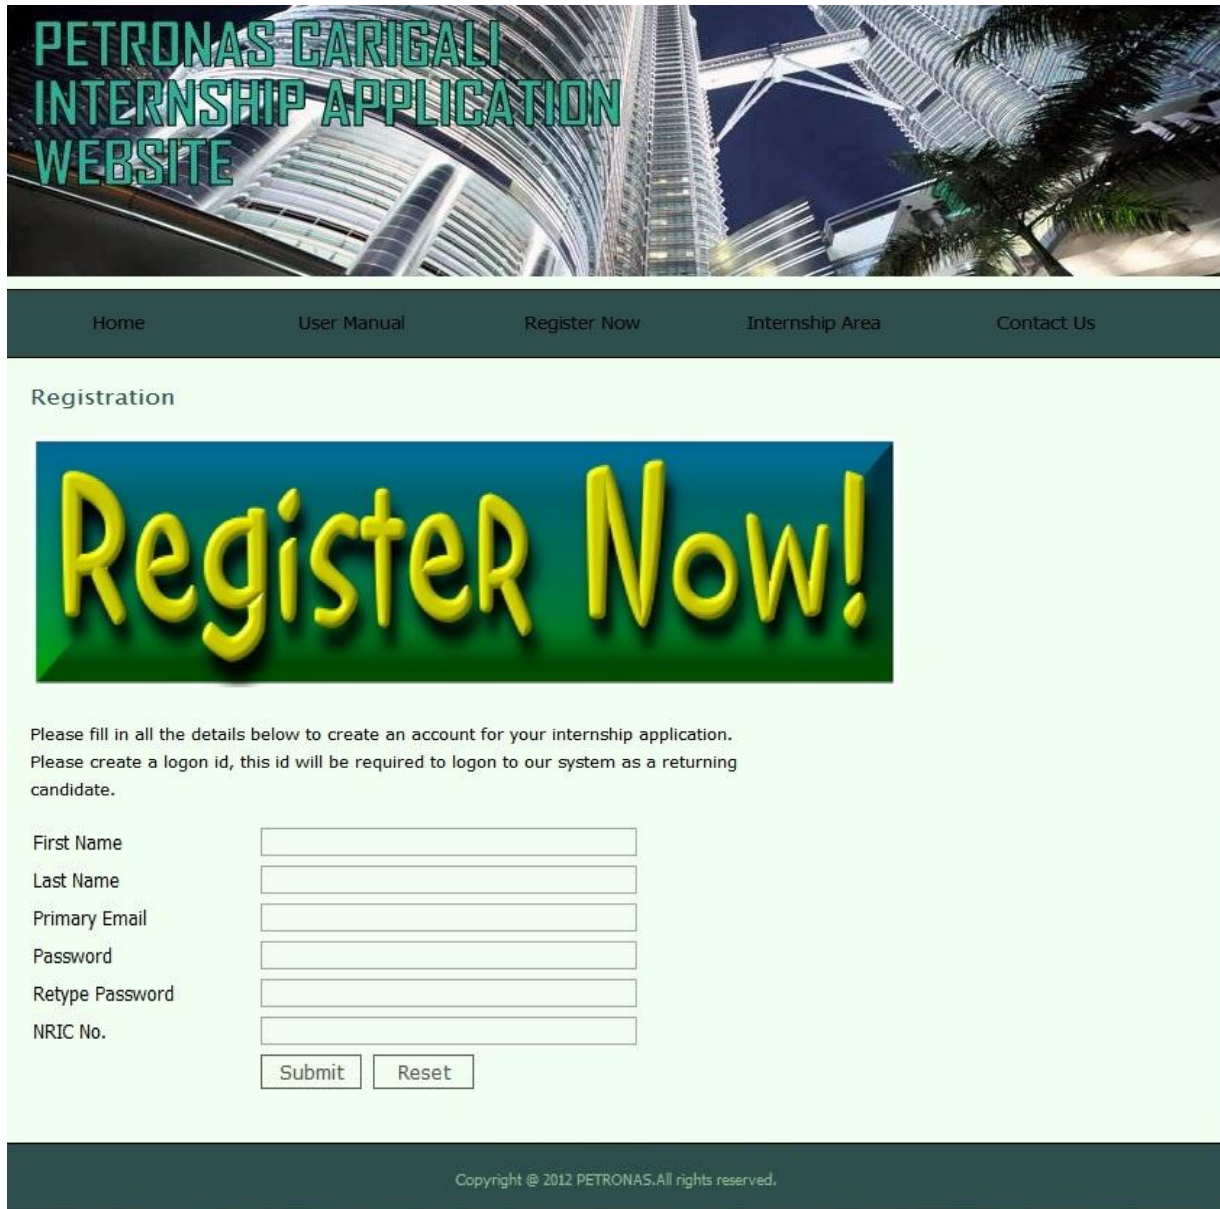 PETRONAS CARIGALI
INTERNSHIP APPLICATION
WEBSITE
Home User Manual Register Now Internship Area Contact Us
Registration
Register Now!
Please fill in all the details below to create an account for your internship application.
Please create a logon id, this id will be required to logon to our system as a returning
candidate.
First Name
Last Name
Primary Email
Password
Retype Password
NRIC No.
Submit Reset
Copyright @ 2012 PETRONAS.All rights reserved.